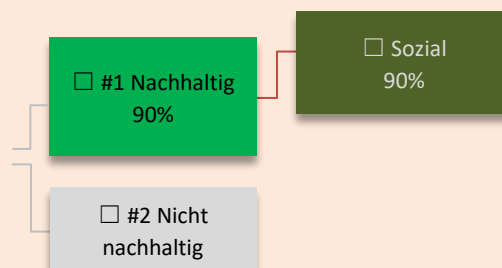 ☐ Sozial
90%
☐ #1 Nachhaltig
90%
☐ #2 Nicht
nachhaltig